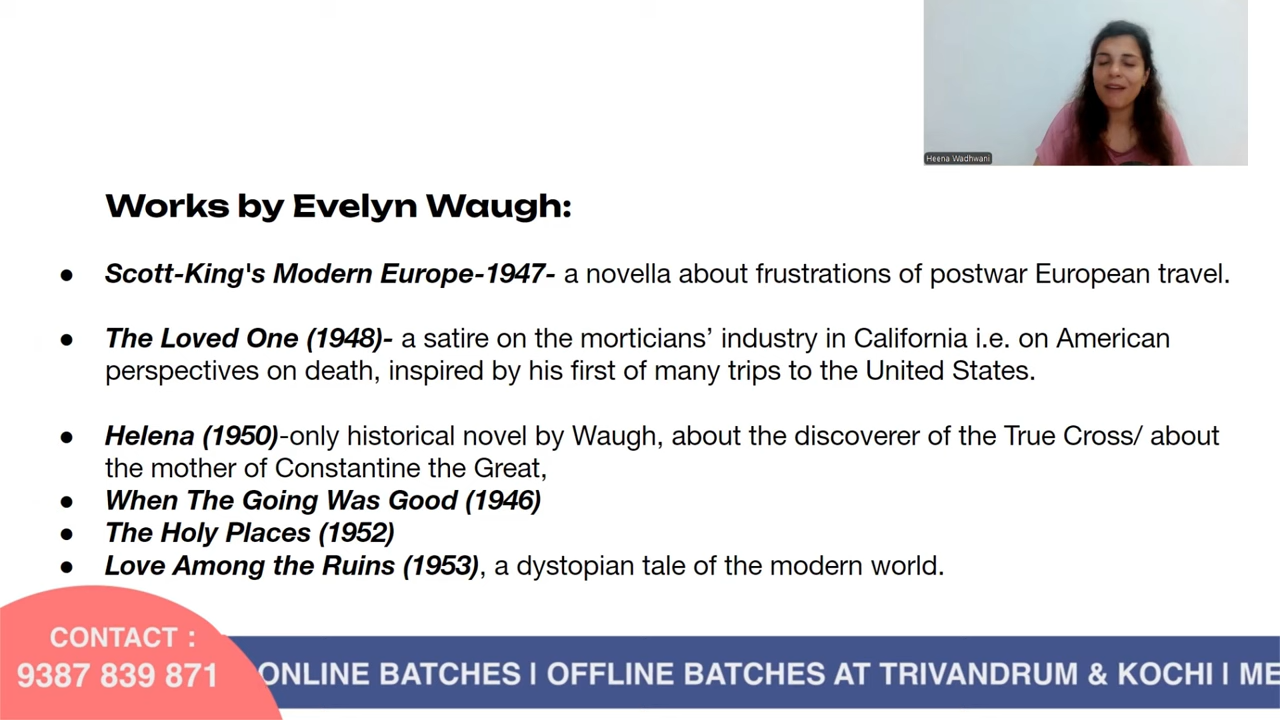 Heena Wadhwani
Works by Evelyn Waugh:
● Scott-King's Modern Europe-1947- a novella about frustrations of postwar European travel.
● The Loved One (1948)- a satire on the morticians’ industry in California i.e. on American
perspectives on death, inspired by his first of many trips to the United States.
● Helena (1950)-only historical novel by Waugh, about the discoverer of the True Cross/ about
the mother of Constantine the Great,
● When The Going Was Good (1946)
● The Holy Places (1952)
● Love Among the Ruins (1953), a dystopian tale of the modern world.
CONTACT :
9387 839 871
ONLINE BATCHES | OFFLINE BATCHES AT TRIVANDRUM & KOCHI | ME